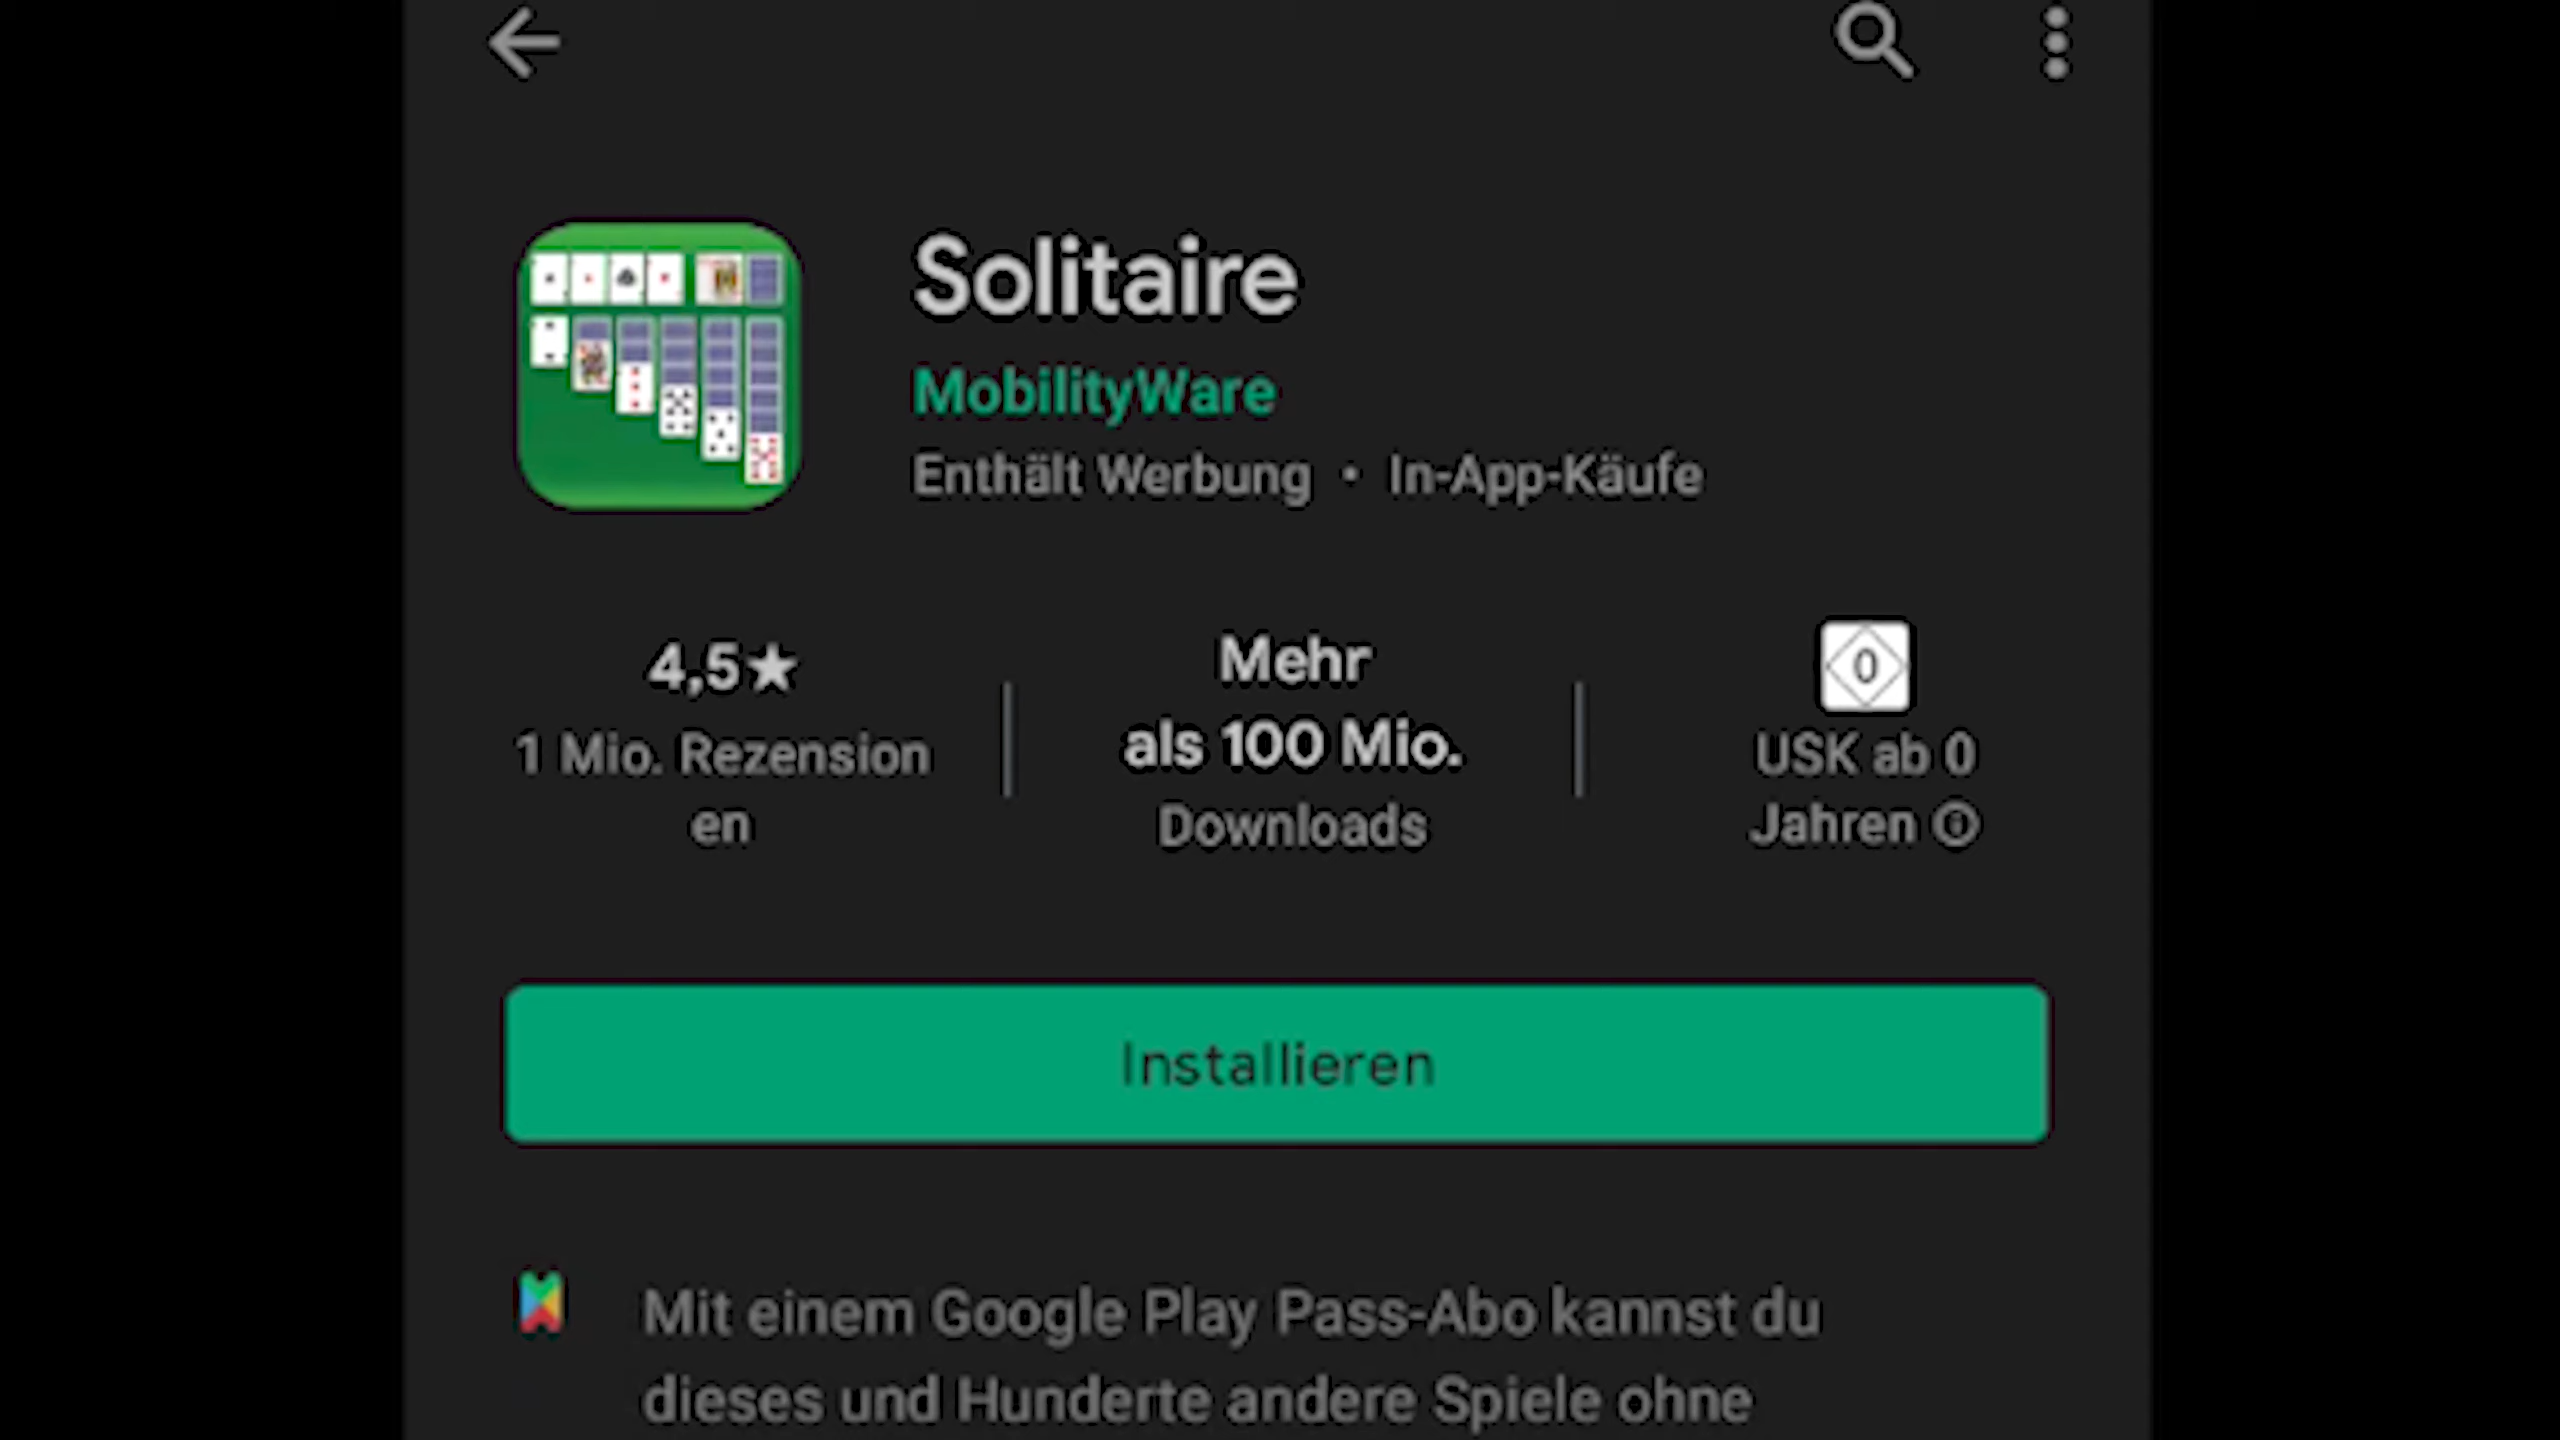 Solitaire
MobilityWare
Enthält Werbung • In-App-Käufe
4,5★
1 Mio. Rezension
en
Mehr
als 100 Mio.
Downloads
0
USK ab 0
Jahren
Installieren
Mit einem Google Play Pass-Abo kannst du
dieses und Hunderte andere Spiele ohne